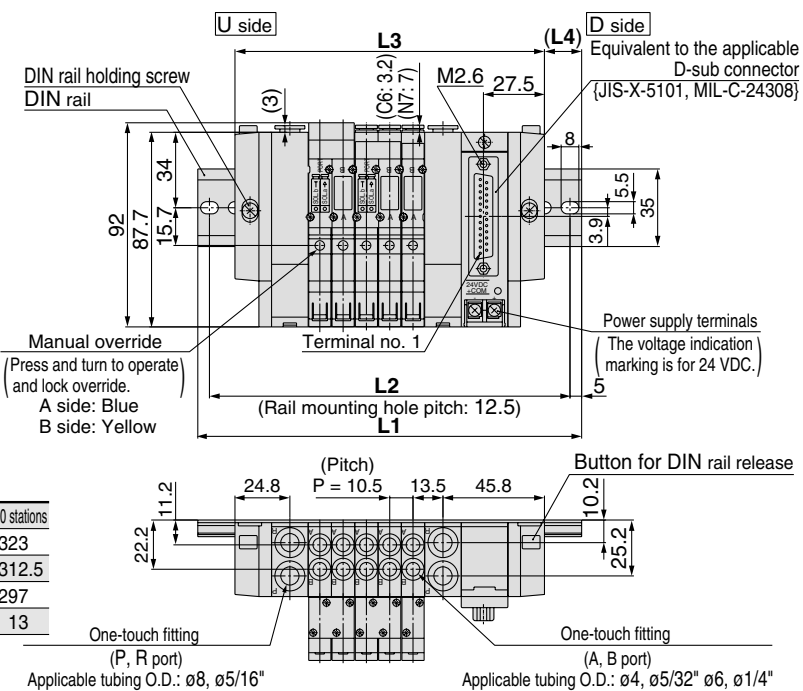 U side
D side
L3
(L4)
Equivalent to the applicable
D-sub connector
{JIS-X-5101, MIL-C-24308}
DIN rail holding screw
DIN rail
(3)
(C6: 3.2)
(N7: 7)
M2.6
27.5
8
34
5.5
35
92
87.7
15.7
3.9
SOL.b
SOL.a
SOL.b
SOL.a
B
B
B
A
A
A
24VDC
+COM
Manual override
(Press and turn to operate
and lock override.)
A side: Blue
B side: Yellow
Terminal no. 1
Power supply terminals
(The voltage indication
marking is for 24 VDC.)
L2
5
(Rail mounting hole pitch: 12.5)
L1
(Pitch)
Button for DIN rail release
11.2
24.8
P = 10.5
13.5
45.8
10.2
22.2
25.2
0 stations
323
312.5
297
13
One-touch fitting
(P, R port)
Applicable tubing O.D.: ø8, ø5/16"
One-touch fitting
(A, B port)
Applicable tubing O.D.: ø4, ø5/32" ø6, ø1/4"